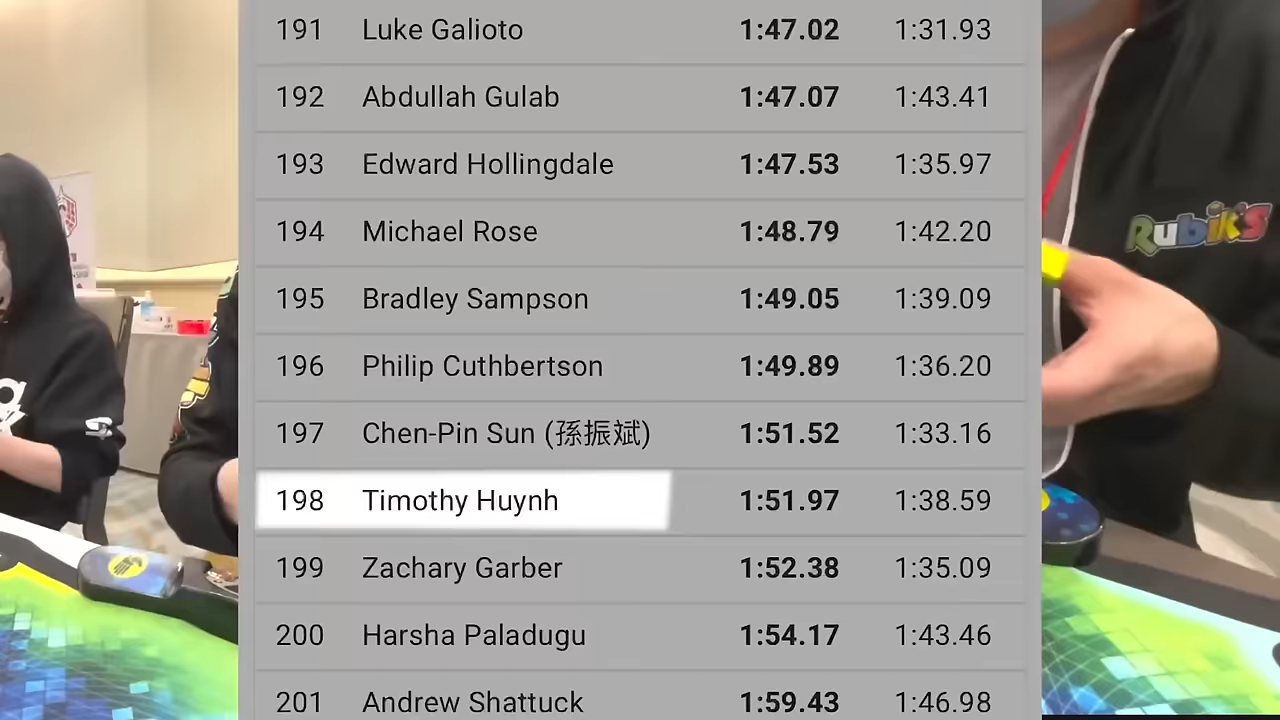 191 Luke Galioto 1:47.02 1:31.93
192 Abdullah Gulab 1:47.07 1:43.41
193 Edward Hollingdale 1:47.53 1:35.97
194 Michael Rose 1:48.79 1:42.20
195 Bradley Sampson 1:49.05 1:39.09
196 Philip Cuthbertson 1:49.89 1:36.20
197 Chen-Pin Sun (孫振斌) 1:51.52 1:33.16
198 Timothy Huynh 1:51.97 1:38.59
199 Zachary Garber 1:52.38 1:35.09
200 Harsha Paladugu 1:54.17 1:43.46
201 Andrew Shattuck 1:59.43 1:46.98
Rubik's